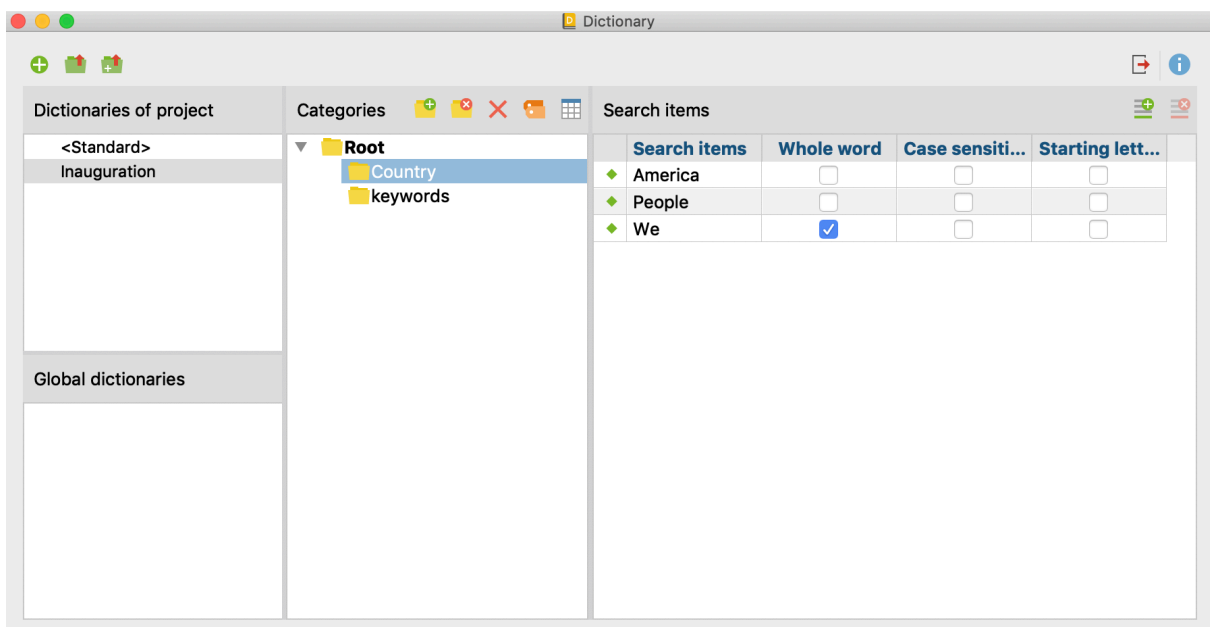 Dictionary
Dictionaries of project
Categories
Search items
<Standard>
Inauguration
Root
Country
keywords
Search items Whole word Case sensiti... Starting lett...
America
People
We
Global dictionaries